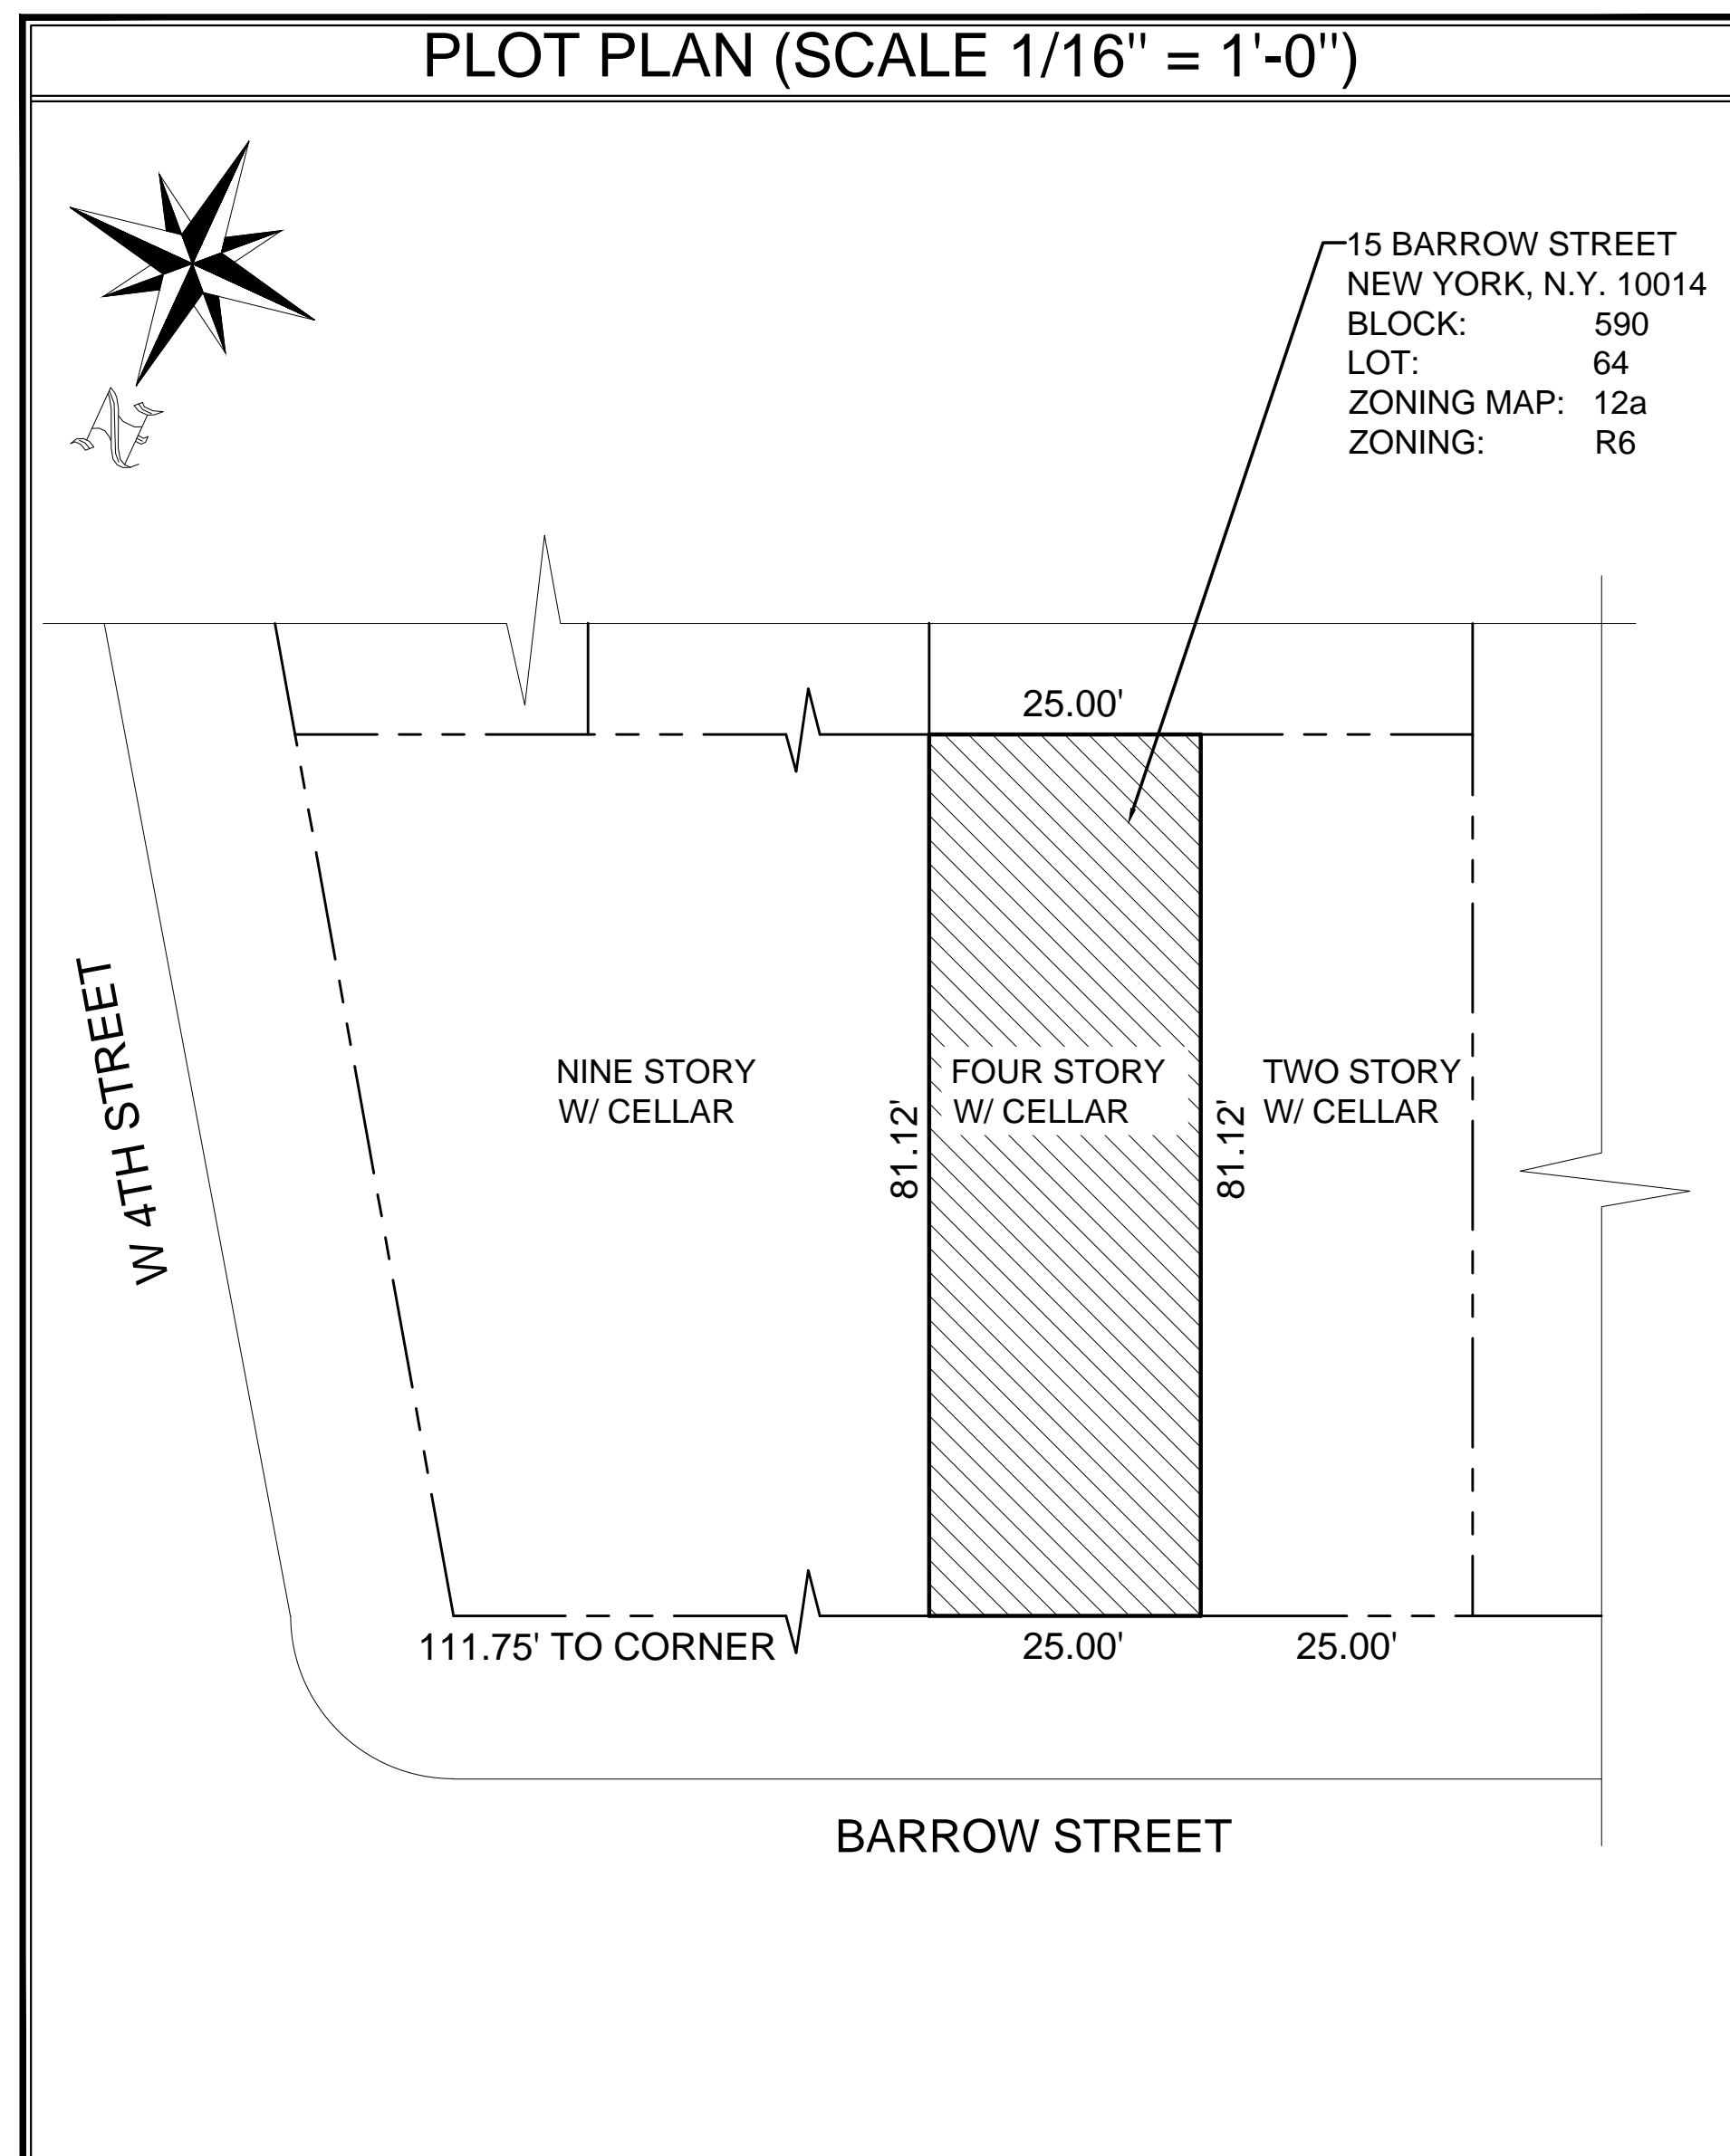 PLOT PLAN (SCALE 1/16" = 1'-0")
N
15 BARROW STREET
NEW YORK, N.Y. 10014
BLOCK: 590
LOT: 64
ZONING MAP: 12a
ZONING: R6
25.00'
W 4TH STREET
NINE STORY
W/ CELLAR
81.12'
FOUR STORY
W/ CELLAR
81.12'
TWO STORY
W/ CELLAR
111.75' TO CORNER
25.00'
25.00'
BARROW STREET